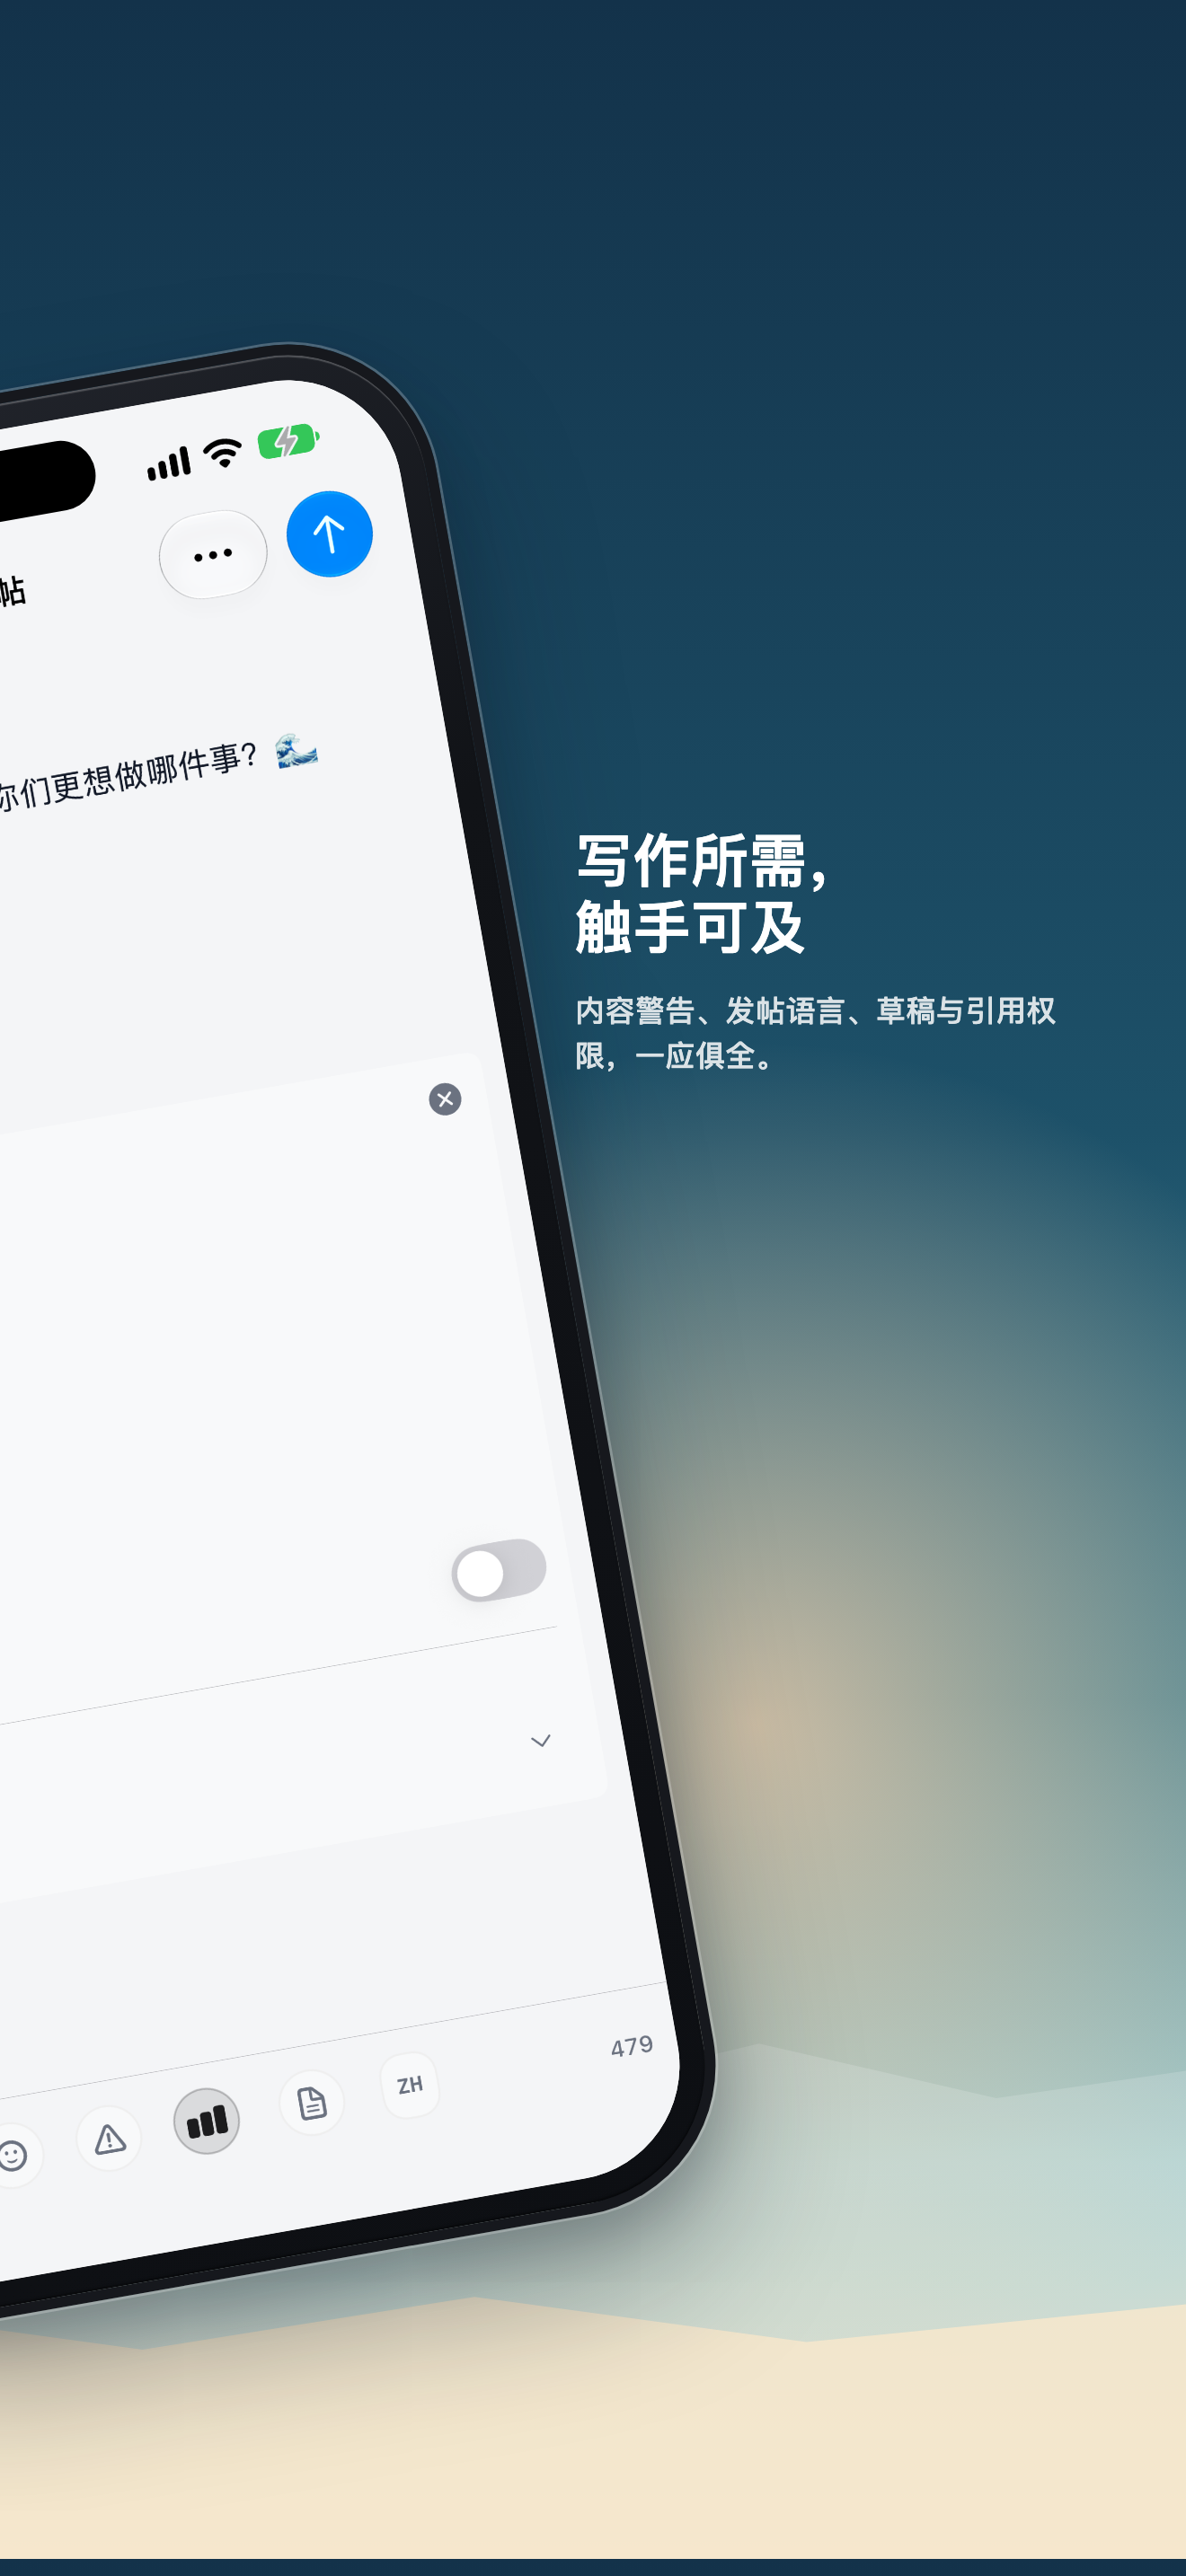 帖
你们更想做哪件事？🌊
写作所需，
触手可及
内容警告、发帖语言、草稿与引用权
限，一应俱全。
479
ZH